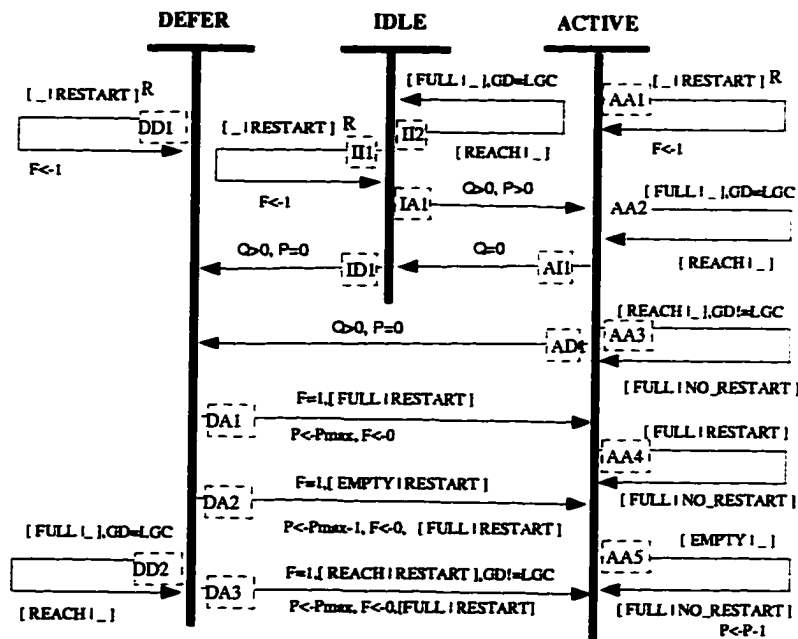 DEFER IDLE ACTIVE
[FULL | _],GD=LGC
[_ | RESTART] R
[_ | RESTART] R
DD1
[_ | RESTART] R
II1
II2
AA1
F<-1
[REACH | _]
F<-1
F<-1
IA1
Q>0, P>0
AA2
[FULL | _],GD=LGC
Q>0, P=0
ID1
Q=0
AI1
[REACH | _]
[REACH | _],GD!=LGC
Q>0, P=0
AD1
AA3
[FULL | NO_RESTART]
DA1
F=1,[FULL | RESTART]
P<-Pmax, F<-0
[FULL | RESTART]
AA4
[FULL | NO_RESTART]
DA2
F=1,[EMPTY | RESTART]
P<-Pmax-1, F<-0, [FULL | RESTART]
[FULL | _],GD=LGC
DD2
[REACH | _]
AA5
[EMPTY | _]
DA3
F=1,[REACH | RESTART],GD!=LGC
P<-Pmax, F<-0,[FULL | RESTART]
[FULL | NO_RESTART]
P<-P-1